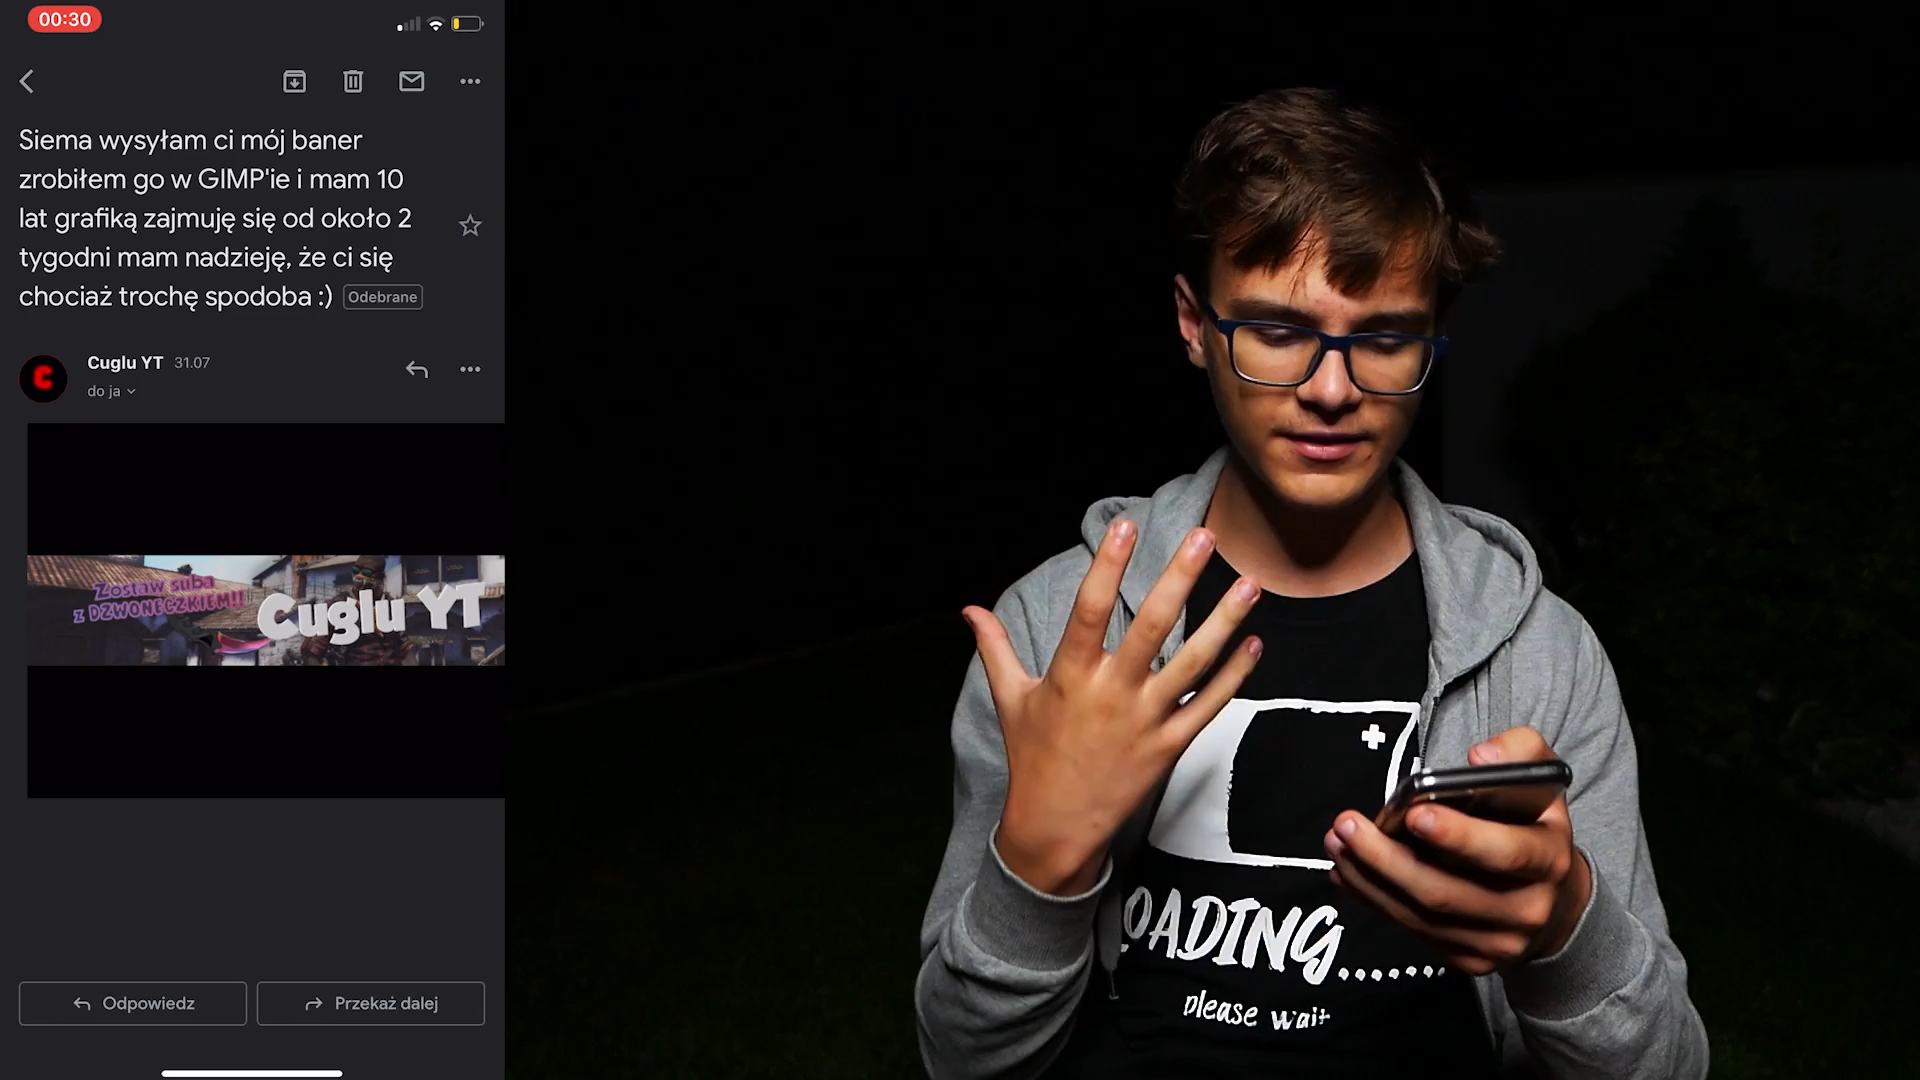 00:30
Siema wysyłam ci mój baner
zrobiłem go w GIMP'ie i mam 10
lat grafiką zajmuję się od około 2
tygodni mam nadzieję, że ci się
chociaż trochę spodoba :) Odebrane
C
Cuglu YT 31.07
do ja
Zostaw suba
z DZWONECZKIEM!!
Cuglu YT
Odpowiedz
Przekaż dalej
LOADING.......
please wait